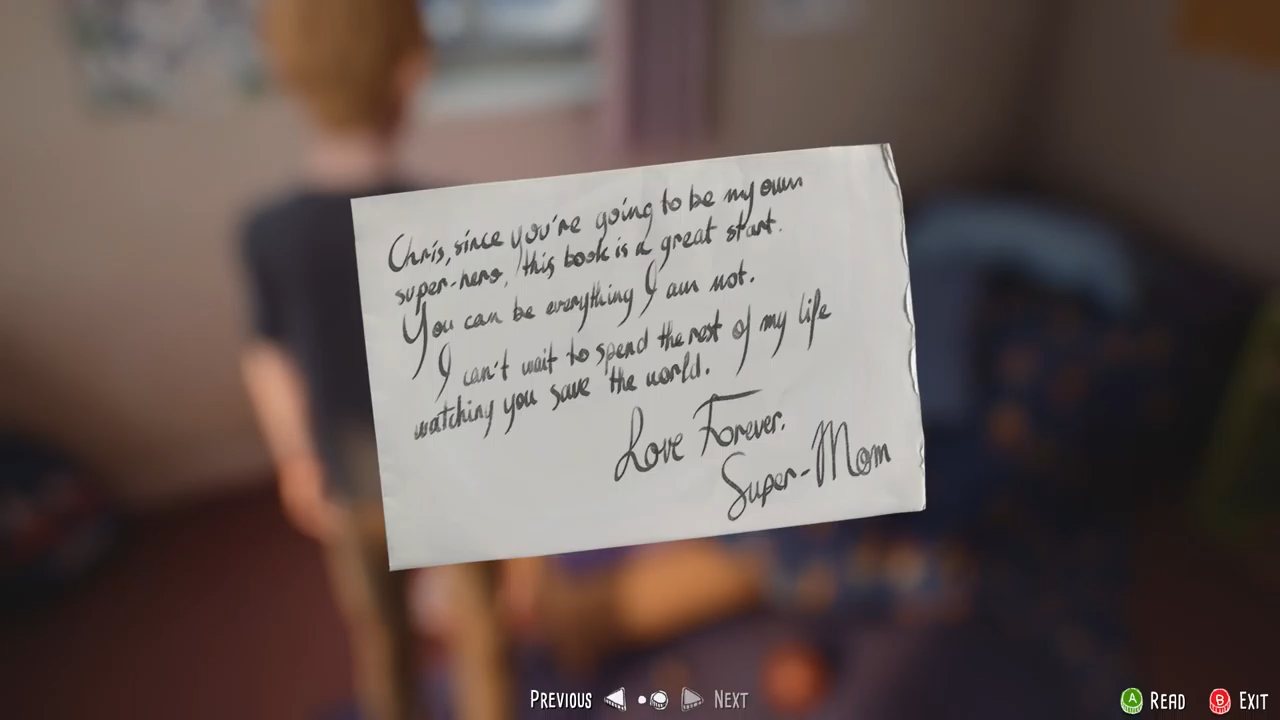 Chris, since you're going to be my own
super-hero, this book is a great start.
You can be everything I am not.
I can't wait to spend the rest of my life
watching you save the world.
Love Forever.
Super-Mom
PREVIOUS NEXT
A READ B EXIT